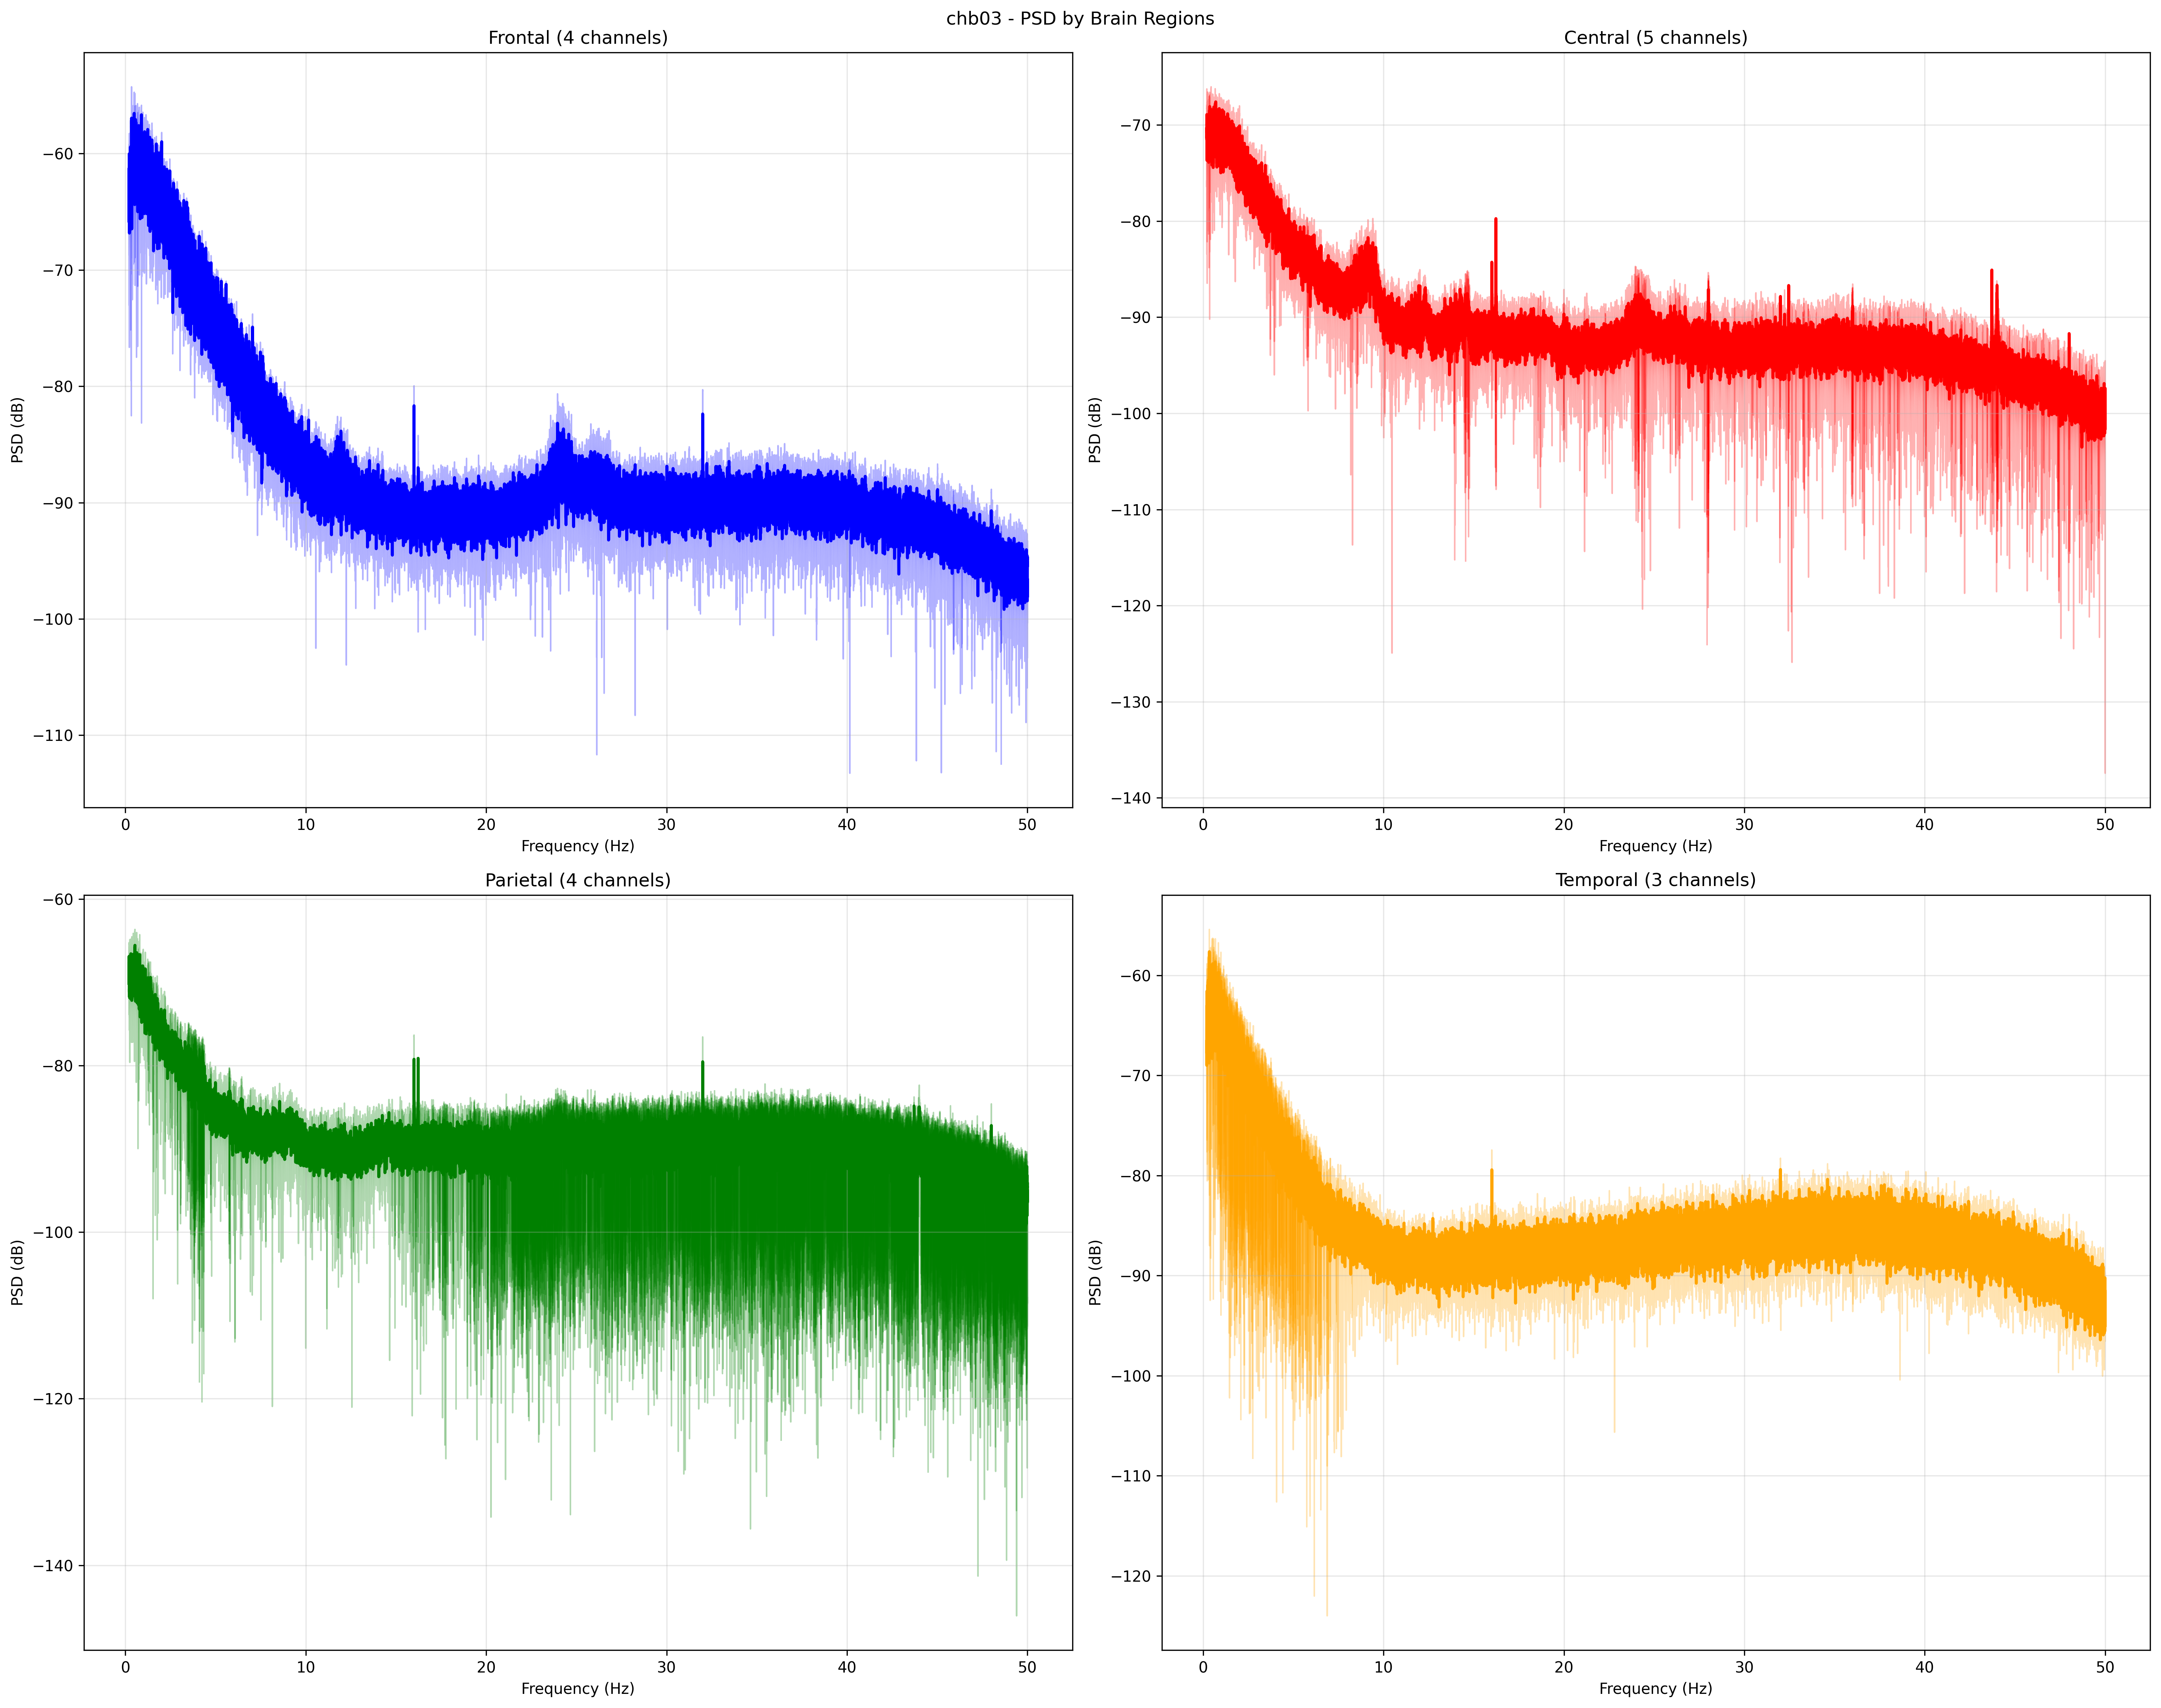 chb03 - PSD by Brain Regions
Frontal (4 channels)
PSD (dB)
−60
−70
−80
−90
−100
−110
0 10 20 30 40 50
Frequency (Hz)
Central (5 channels)
PSD (dB)
−70
−80
−90
−100
−110
−120
−130
−140
0 10 20 30 40 50
Frequency (Hz)
Parietal (4 channels)
PSD (dB)
−60
−80
−100
−120
−140
0 10 20 30 40 50
Frequency (Hz)
Temporal (3 channels)
PSD (dB)
−60
−70
−80
−90
−100
−110
−120
0 10 20 30 40 50
Frequency (Hz)